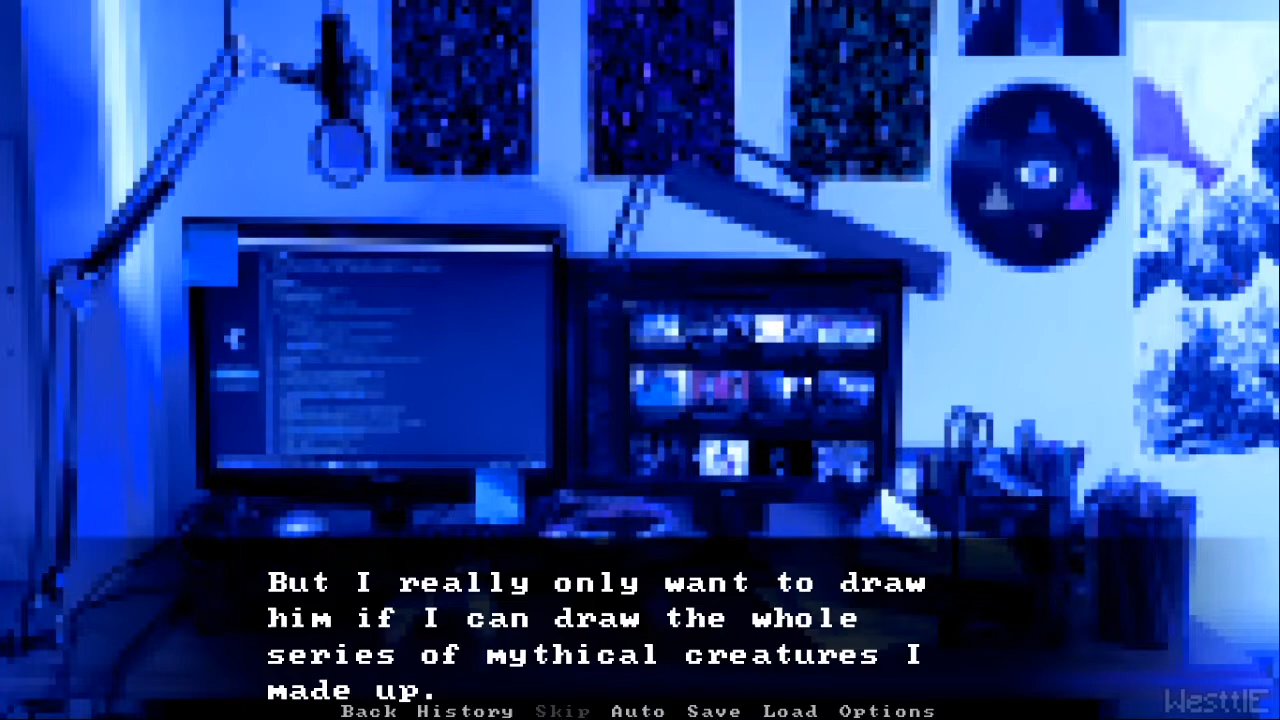 But I really only want to draw
him if I can draw the whole
series of mythical creatures I
made up.
Back History Skip Auto Save Load Options
WesttIE